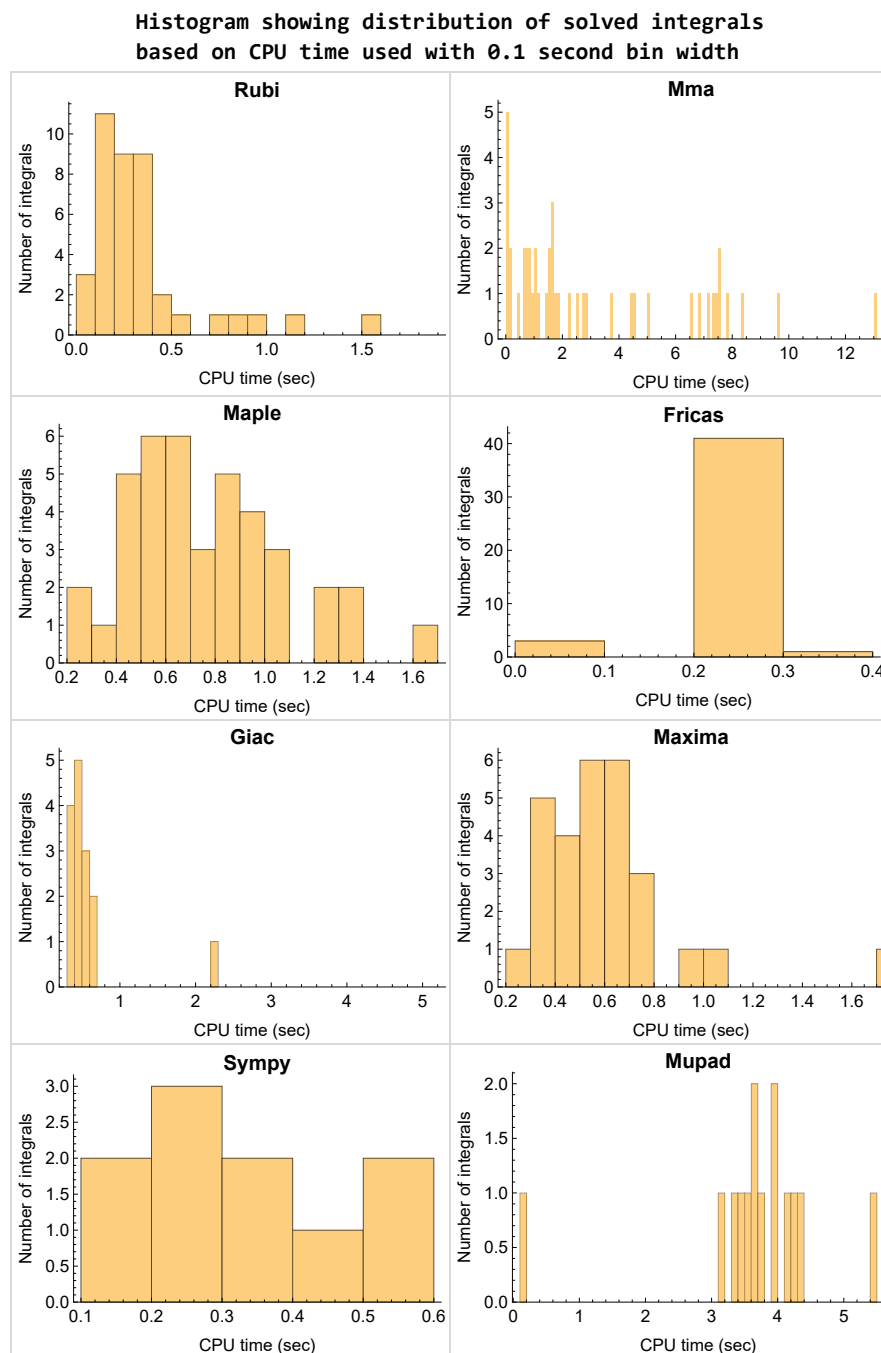 Histogram showing distribution of solved integrals
based on CPU time used with 0.1 second bin width
Rubi
Number of integrals
10
8
6
4
2
0
0.0 0.5 1.0 1.5
CPU time (sec)
Mma
Number of integrals
5
4
3
2
1
0
0 2 4 6 8 10 12
CPU time (sec)
Maple
Number of integrals
6
5
4
3
2
1
0
0.2 0.4 0.6 0.8 1.0 1.2 1.4 1.6
CPU time (sec)
Fricas
Number of integrals
40
30
20
10
0
0.0 0.1 0.2 0.3 0.4
CPU time (sec)
Giac
Number of integrals
5
4
3
2
1
0
1 2 3 4 5
CPU time (sec)
Maxima
Number of integrals
6
5
4
3
2
1
0
0.2 0.4 0.6 0.8 1.0 1.2 1.4 1.6
CPU time (sec)
Sympy
Number of integrals
3.0
2.5
2.0
1.5
1.0
0.5
0.0
0.1 0.2 0.3 0.4 0.5 0.6
CPU time (sec)
Mupad
Number of integrals
2.0
1.5
1.0
0.5
0.0
0 1 2 3 4 5
CPU time (sec)